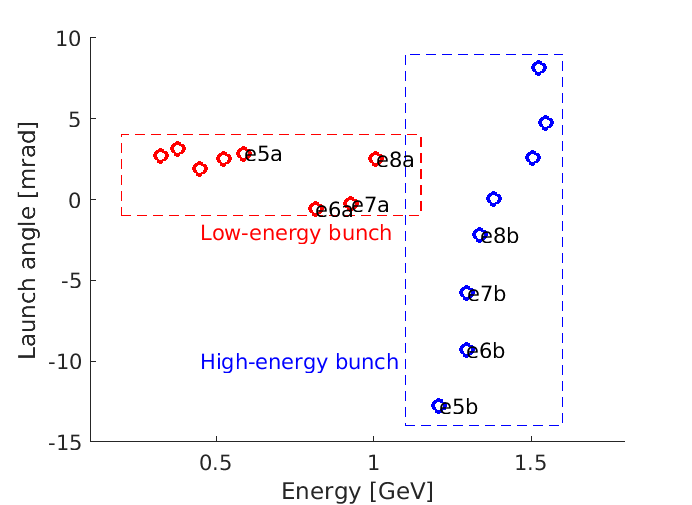 10
5
0
-5
-10
-15
0.5
1
1.5
Launch angle [mrad]
Energy [GeV]
e5a
e8a
e6a
e7a
Low-energy bunch
e8b
e7b
High-energy bunch
e6b
e5b